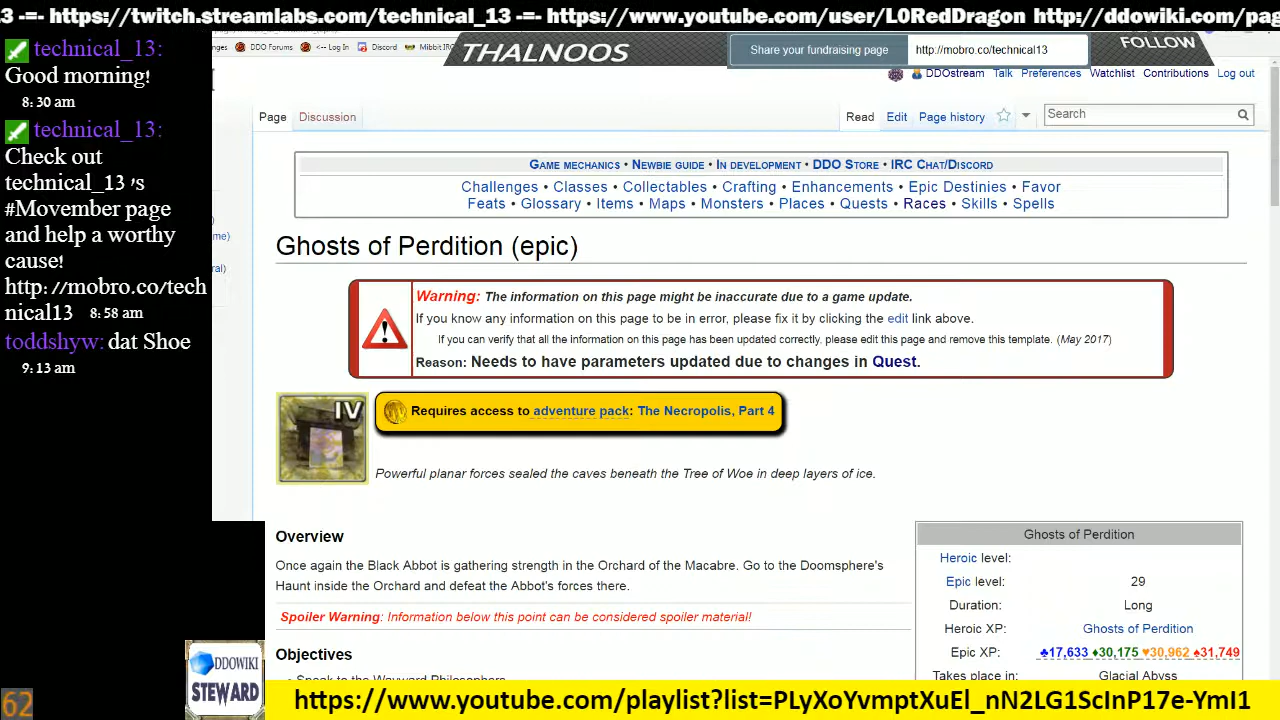 3 -=- https://twitch.streamlabs.com/technical_13 -=- https://www.youtube.com/user/L0RedDragon http://ddowiki.com/pag
technical_13:
Good morning!
8:30 am
technical_13:
Check out
technical_13 's
#Movember page
and help a worthy
cause!
http://mobro.co/tech
nical13 8:58 am
toddshyw: dat Shoe
9:13 am
62
DDO Forums
<-- Log In
Discord
Mibbit IRC
THALNOOS
Share your fundraising page
http://mobro.co/technical13
FOLLOW
DDOstream Talk Preferences Watchlist Contributions Log out
Page Discussion
Read Edit Page history
Search
Game mechanics • Newbie guide • In development • DDO Store • IRC Chat/Discord
Challenges • Classes • Collectables • Crafting • Enhancements • Epic Destinies • Favor
Feats • Glossary • Items • Maps • Monsters • Places • Quests • Races • Skills • Spells
Ghosts of Perdition (epic)
Warning: The information on this page might be inaccurate due to a game update.
If you know any information on this page to be in error, please fix it by clicking the edit link above.
If you can verify that all the information on this page has been updated correctly, please edit this page and remove this template. (May 2017)
Reason: Needs to have parameters updated due to changes in Quest.
IV
Requires access to adventure pack: The Necropolis, Part 4
Powerful planar forces sealed the caves beneath the Tree of Woe in deep layers of ice.
Overview
Once again the Black Abbot is gathering strength in the Orchard of the Macabre. Go to the Doomsphere's
Haunt inside the Orchard and defeat the Abbot's forces there.
Spoiler Warning: Information below this point can be considered spoiler material!
Objectives
• Speak to the Wayward Philosophers
Ghosts of Perdition
Heroic level:
Epic level: 29
Duration: Long
Heroic XP: Ghosts of Perdition
Epic XP: ♣17,633 ♦30,175 ♥30,962 ♠31,749
Takes place in: Glacial Abyss
DDOWIKI
STEWARD
https://www.youtube.com/playlist?list=PLyXoYvmptXuEl_nN2LG1ScInP17e-YmI1